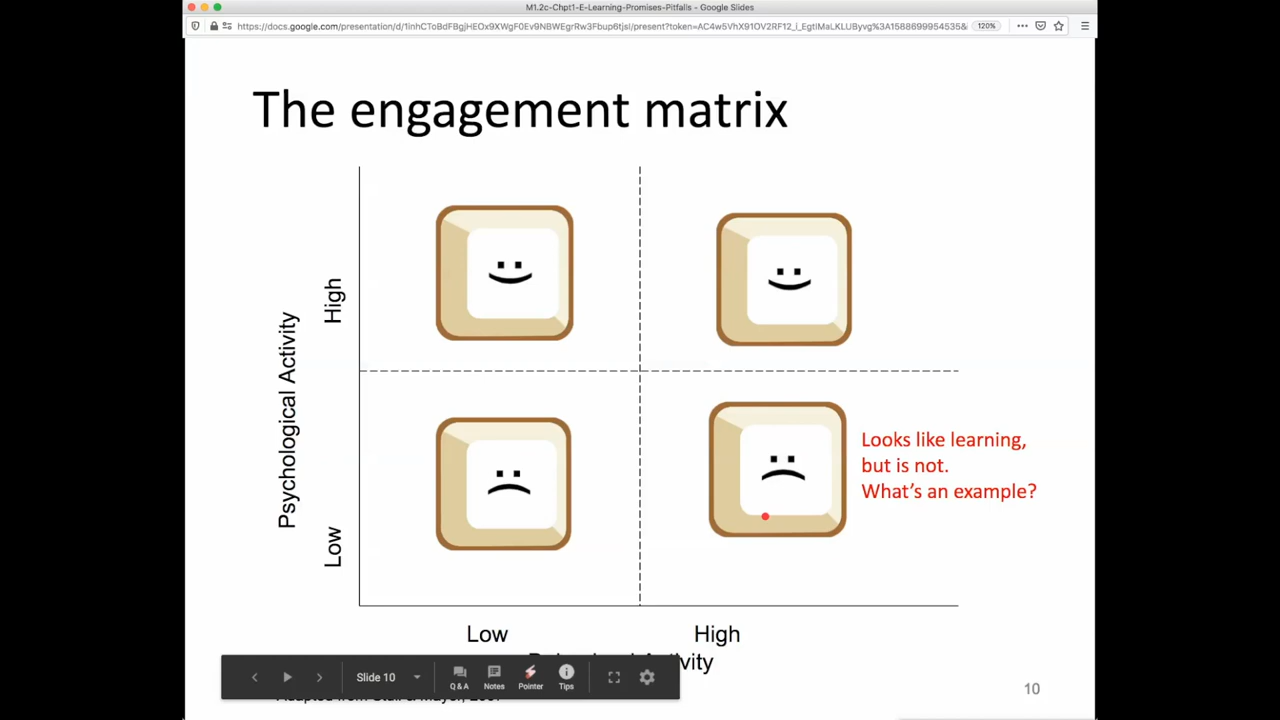 M1.2c-Chpt1-E-Learning-Promises-Pitfalls - Google Slides
120%
The engagement matrix
High
Psychological Activity
Low
Looks like learning,
but is not.
What's an example?
Low
High
Slide 10
Q & A
Notes
Pointer
Tips
10